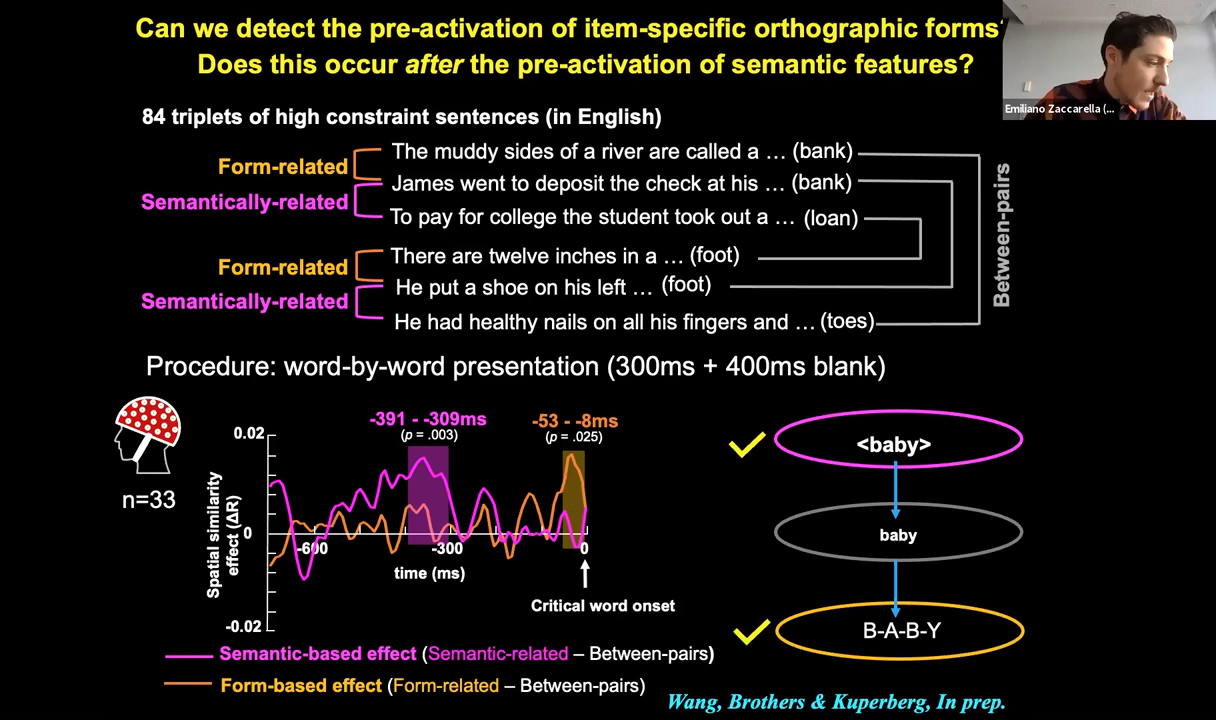 Can we detect the pre-activation of item-specific orthographic forms?
Does this occur after the pre-activation of semantic features?
Emiliano Zaccarella (...
84 triplets of high constraint sentences (in English)
Form-related
The muddy sides of a river are called a … (bank)
James went to deposit the check at his … (bank)
Semantically-related
To pay for college the student took out a … (loan)
Form-related
There are twelve inches in a … (foot)
He put a shoe on his left … (foot)
Semantically-related
He had healthy nails on all his fingers and … (toes)
Between-pairs
Procedure: word-by-word presentation (300ms + 400ms blank)
n=33
Spatial similarity
effect (ΔR)
0.02
0
-0.02
-391 - -309ms
(p = .003)
-53 - -8ms
(p = .025)
-600
-300
0
time (ms)
Critical word onset
Semantic-based effect (Semantic-related – Between-pairs)
Form-based effect (Form-related – Between-pairs)
<baby>
baby
B-A-B-Y
Wang, Brothers & Kuperberg, In prep.